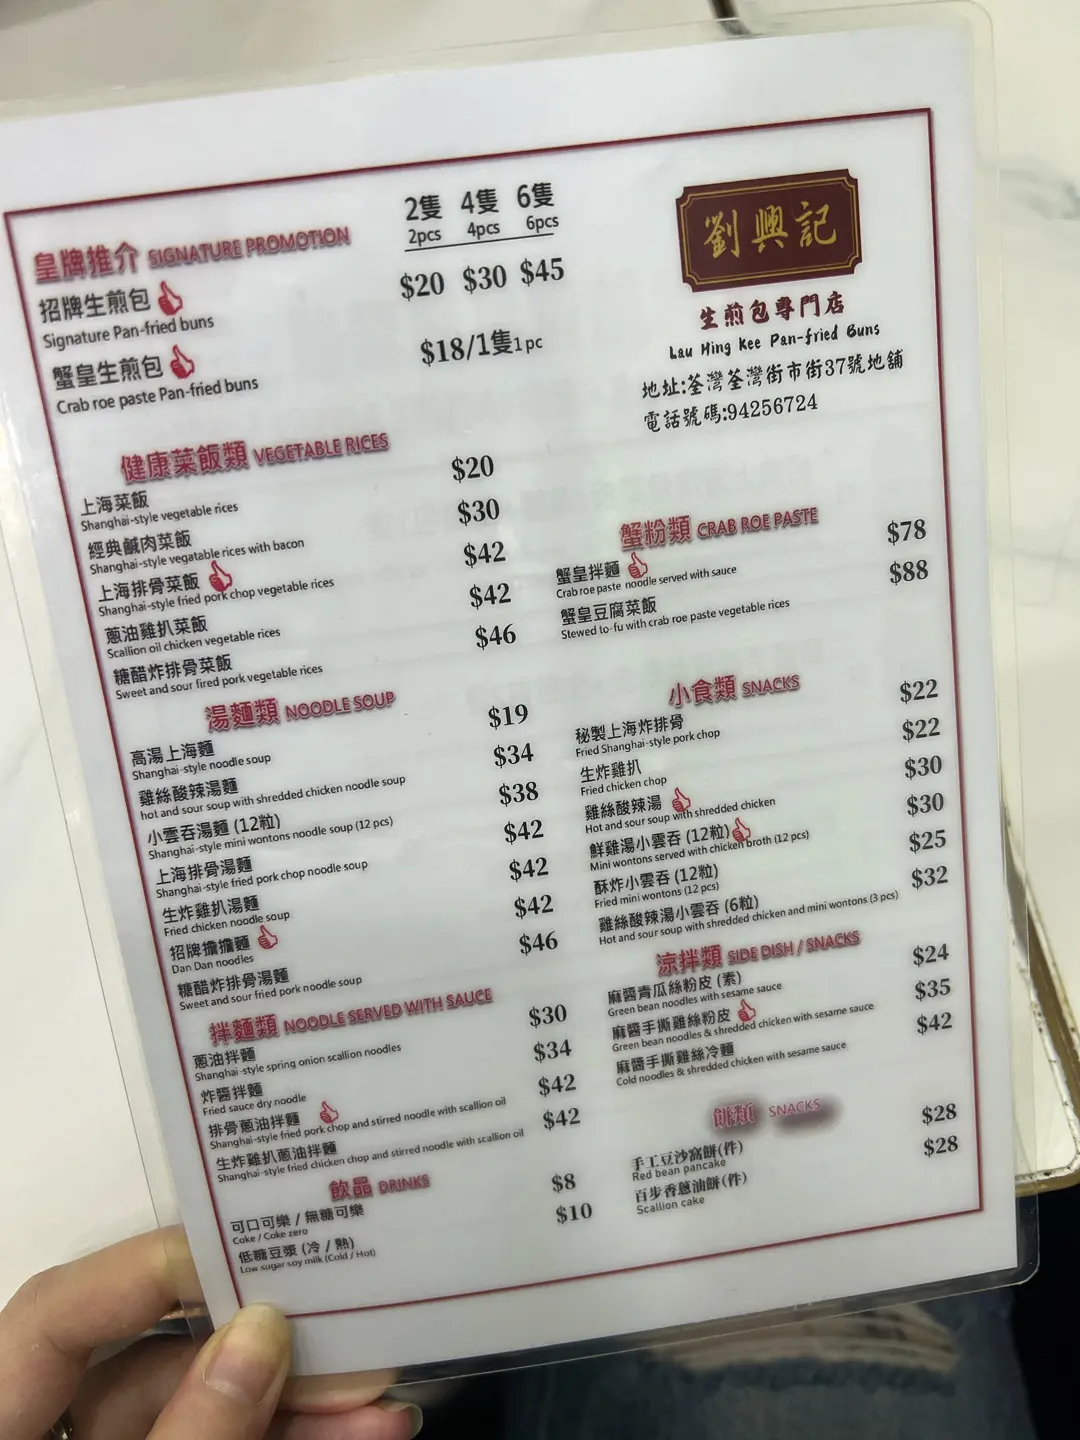 2隻 4隻 6隻
2pcs 4pcs 6pcs
皇牌推介 SIGNATURE PROMOTION
招牌生煎包 $20 $30 $45
Signature Pan-fried buns
蟹皇生煎包 $18/1隻1 pc
Crab roe paste Pan-fried buns
劉興記
生煎包專門店
Lau Hing Kee Pan-fried Buns
地址:荃灣荃灣街市街37號地舖
電話號碼:94256724
健康菜飯類 VEGETABLE RICES
上海菜飯 $20
Shanghai-style vegetable rices
經典鹹肉菜飯 $30
Shanghai-style vegatable rices with bacon
上海排骨菜飯 $42
Shanghai-style fried pork chop vegetable rices
蔥油雞扒菜飯 $42
Scallion oil chicken vegetable rices
糖醋炸排骨菜飯 $46
Sweet and sour fired pork vegetable rices
湯麵類 NOODLE SOUP
高湯上海麵 $19
Shanghai-style noodle soup
雞絲酸辣湯麵 $34
hot and sour soup with shredded chicken noodle soup
小雲吞湯麵 (12粒) $38
Shanghai-style mini wontons noodle soup (12 pcs)
上海排骨湯麵 $42
Shanghai-style fried pork chop noodle soup
生炸雞扒湯麵 $42
Fried chicken noodle soup
招牌擔擔麵 $42
Dan Dan noodles
糖醋炸排骨湯麵 $46
Sweet and sour fried pork noodle soup
拌麵類 NOODLE SERVED WITH SAUCE
蔥油拌麵 $30
Shanghai-style spring onion scallion noodles
炸醬拌麵 $34
Fried sauce dry noodle
排骨蔥油拌麵 $42
Shanghai-style fried pork chop and stirred noodle with scallion oil
生炸雞扒蔥油拌麵 $42
Shanghai-style fried chicken chop and stirred noodle with scallion oil
飲品 DRINKS
可口可樂 / 無糖可樂 $8
Coke / Coke zero
低糖豆漿 (冷 / 熱) $10
Low sugar soy milk (Cold / Hot)
蟹粉類 CRAB ROE PASTE
蟹皇拌麵 $78
Crab roe paste noodle served with sauce
蟹皇豆腐菜飯 $88
Stewed to-fu with crab roe paste vegetable rices
小食類 SNACKS
秘製上海炸排骨 $22
Fried Shanghai-style pork chop
生炸雞扒 $22
Fried chicken chop
雞絲酸辣湯 $30
Hot and sour soup with shredded chicken
鮮雞湯小雲吞 (12粒) $30
Mini wontons served with chicken broth (12 pcs)
酥炸小雲吞 (12粒) $25
Fried mini wontons (12 pcs)
雞絲酸辣湯小雲吞 (6粒) $32
Hot and sour soup with shredded chicken and mini wontons (3 pcs)
涼拌類 SIDE DISH / SNACKS
麻醬青瓜絲粉皮 (素) $24
Green bean noodles with sesame sauce
麻醬手撕雞絲粉皮 $35
Green bean noodles & shredded chicken with sesame sauce
麻醬手撕雞絲冷麵 $42
Cold noodles & shredded chicken with sesame sauce
餅類 SNACKS
手工豆沙窩餅(件) $28
Red bean pancake
百步香蔥油餅(件) $28
Scallion cake